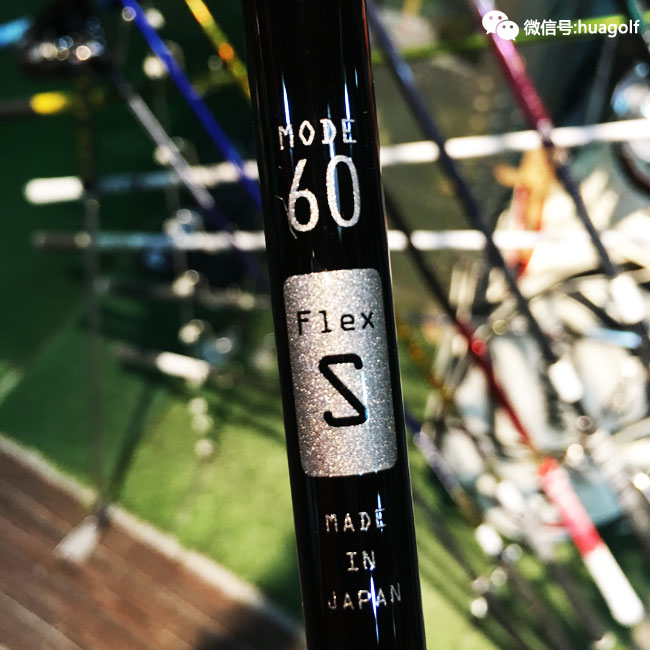 微信号:huagolf
MODE
60
Flex
S
MADE
IN
JAPAN